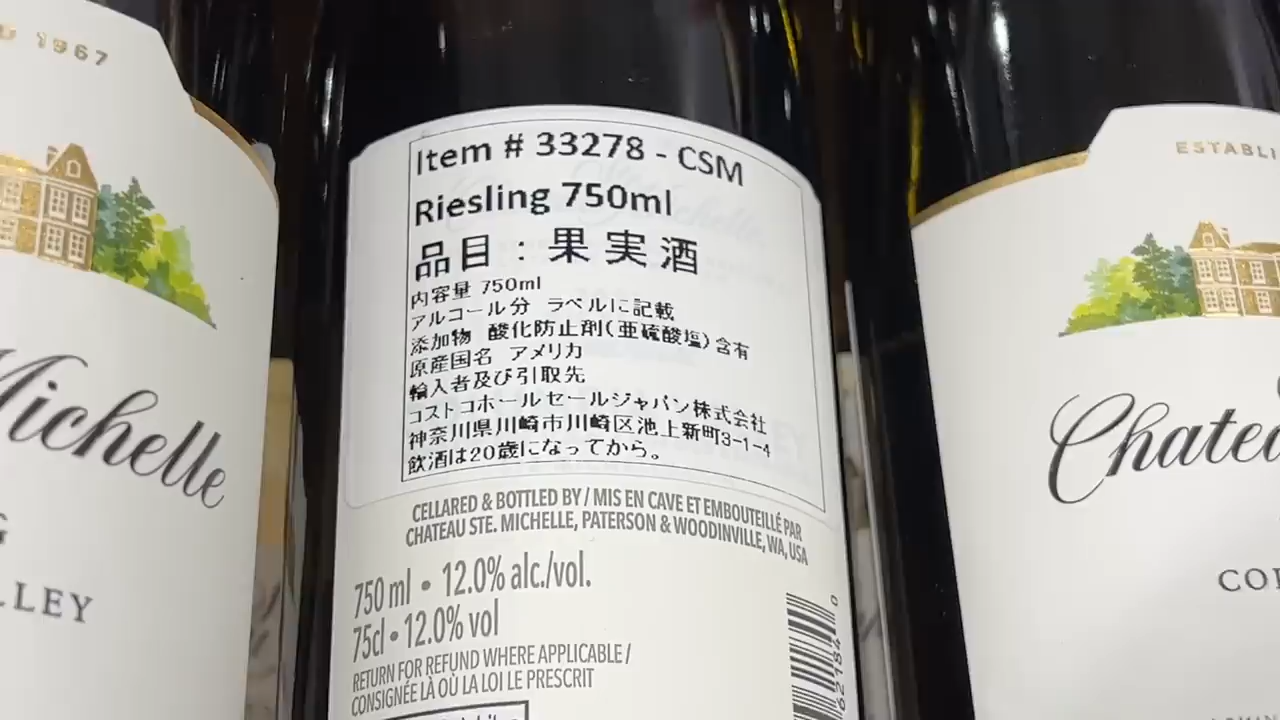 1967
Michelle
LLEY
Item # 33278 - CSM
Riesling 750ml
品目：果実酒
内容量 750ml
アルコール分 ラベルに記載
添加物 酸化防止剤(亜硫酸塩)含有
原産国名 アメリカ
輸入者及び引取先
コストコホールセールジャパン株式会社
神奈川県川崎市川崎区池上新町3-1-4
飲酒は20歳になってから。
CELLARED & BOTTLED BY / MIS EN CAVE ET EMBOUTEILLÉ PAR
CHATEAU STE. MICHELLE, PATERSON & WOODINVILLE, WA, USA
750 ml • 12.0% alc./vol.
75cl • 12.0% vol
RETURN FOR REFUND WHERE APPLICABLE /
CONSIGNÉE LÀ OÙ LA LOI LE PRESCRIT
ESTABLI
Chatea
CO